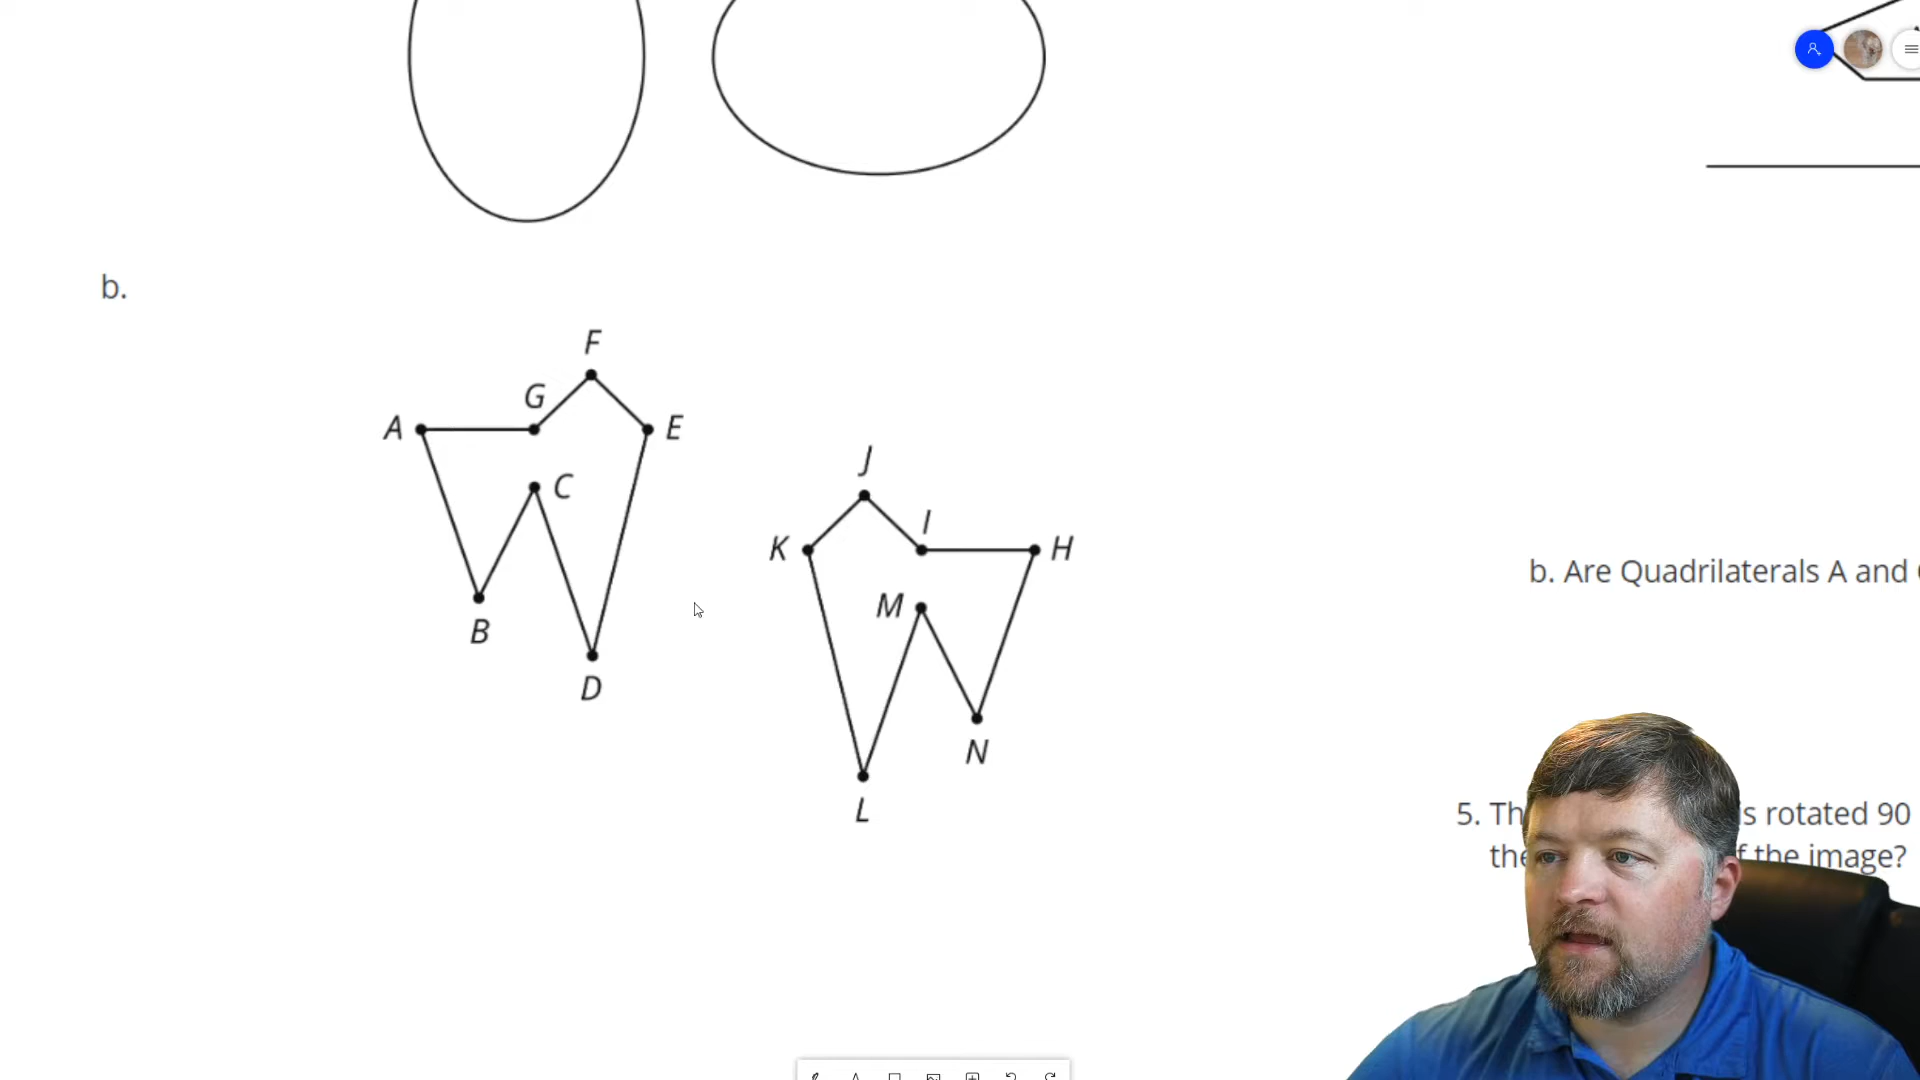 b.
F
G
A
E
C
J
I
K
H
M
B
D
N
L
b. Are Quadrilaterals A and
5. Th s rotated 90
the f the image?